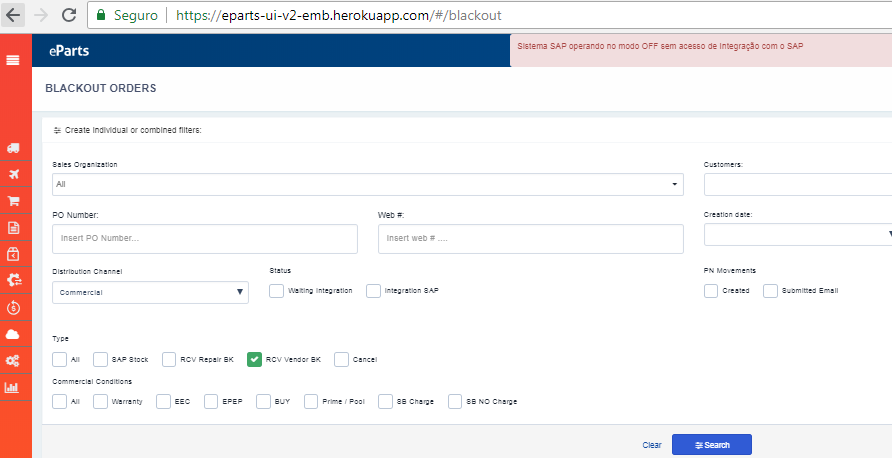 Seguro https://eparts-ui-v2-emb.herokuapp.com/#/blackout
eParts
Sistema SAP operando no modo OFF sem acesso de integração com o SAP
BLACKOUT ORDERS
Create individual or combined filters:
Sales Organization Customers:
All
PO Number: Web #: Creation date:
Insert PO Number... Insert web # ....
Distribution Channel Status PN Movements
Commercial Waiting Integration Integration SAP Created Submitted Email
Type
All SAP Stock RCV Repair BK RCV Vendor BK Cancel
Commercial Conditions
All Warranty EEC EPEP BUY Prime / Pool SB Charge SB NO Charge
Clear Search